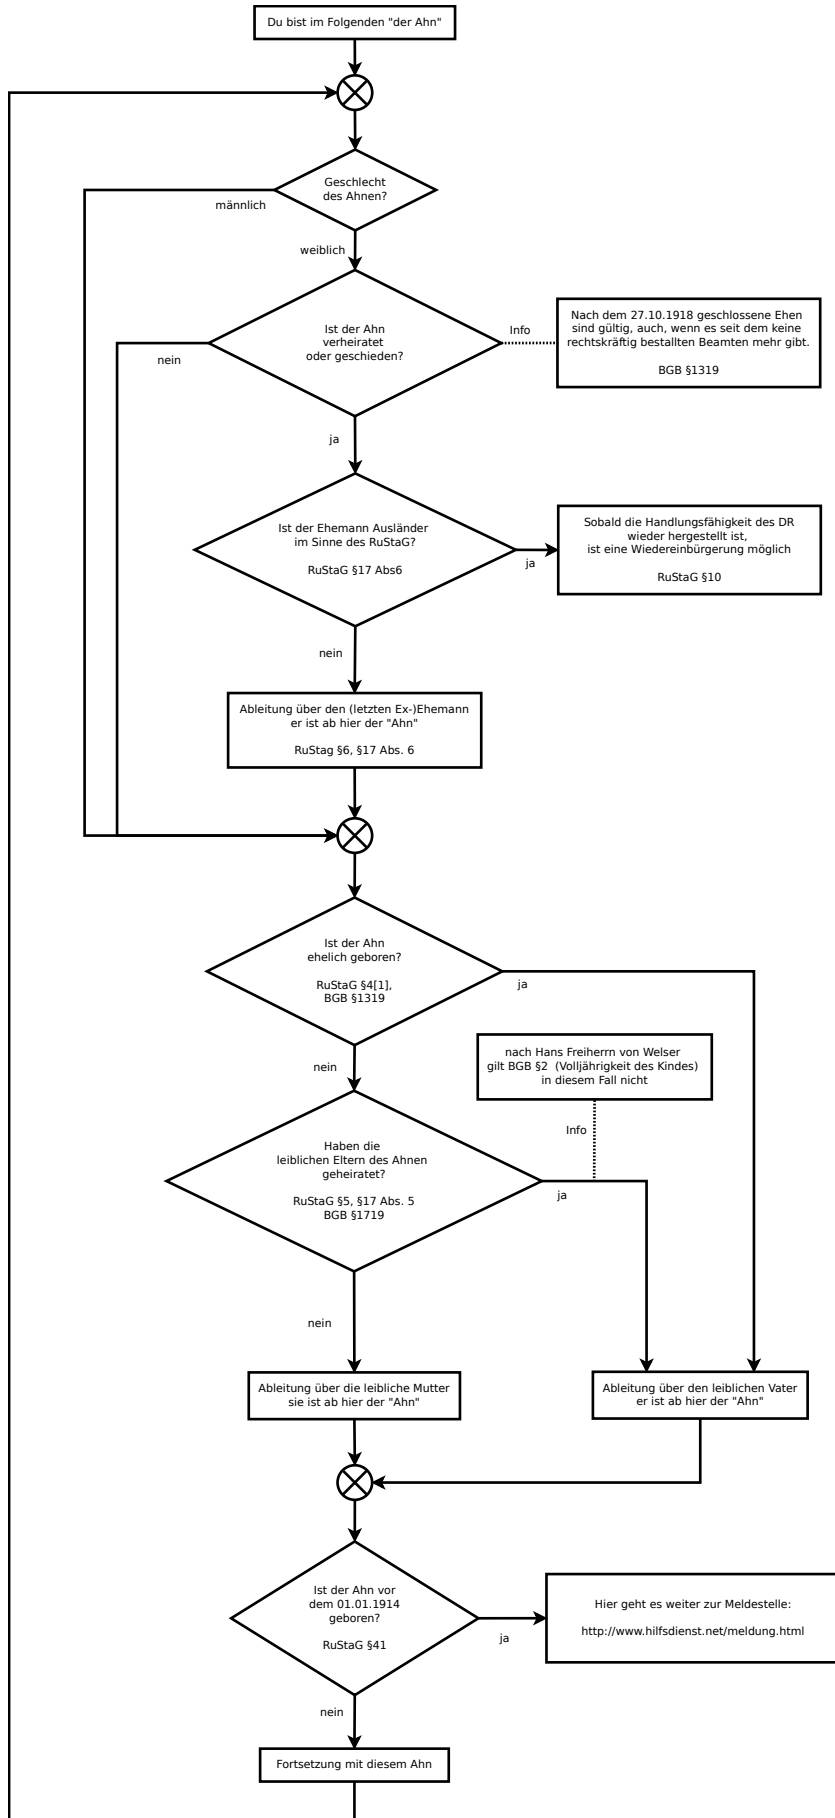 Du bist im Folgenden "der Ahn"
Geschlecht
des Ahnen?
männlich
weiblich
Ist der Ahn
verheiratet
oder geschieden?
Info
Nach dem 27.10.1918 geschlossene Ehen
sind gültig, auch, wenn es seit dem keine
rechtskräftig bestallten Beamten mehr gibt.
BGB §1319
nein
ja
Ist der Ehemann Ausländer
im Sinne des RuStaG?
RuStaG §17 Abs6
ja
Sobald die Handlungsfähigkeit des DR
wieder hergestellt ist,
ist eine Wiedereinbürgerung möglich
RuStaG §10
nein
Ableitung über den (letzten Ex-)Ehemann
er ist ab hier der "Ahn"
RuStag §6, §17 Abs. 6
Ist der Ahn
ehelich geboren?
RuStaG §4[1],
BGB §1319
ja
nein
nach Hans Freiherrn von Welser
gilt BGB §2  (Volljährigkeit des Kindes)
in diesem Fall nicht
Info
Haben die
leiblichen Eltern des Ahnen
geheiratet?
RuStaG §5, §17 Abs. 5
BGB §1719
ja
nein
Ableitung über die leibliche Mutter
sie ist ab hier der "Ahn"
Ableitung über den leiblichen Vater
er ist ab hier der "Ahn"
Ist der Ahn vor
dem 01.01.1914
geboren?
RuStaG §41
ja
Hier geht es weiter zur Meldestelle:
http://www.hilfsdienst.net/meldung.html
nein
Fortsetzung mit diesem Ahn